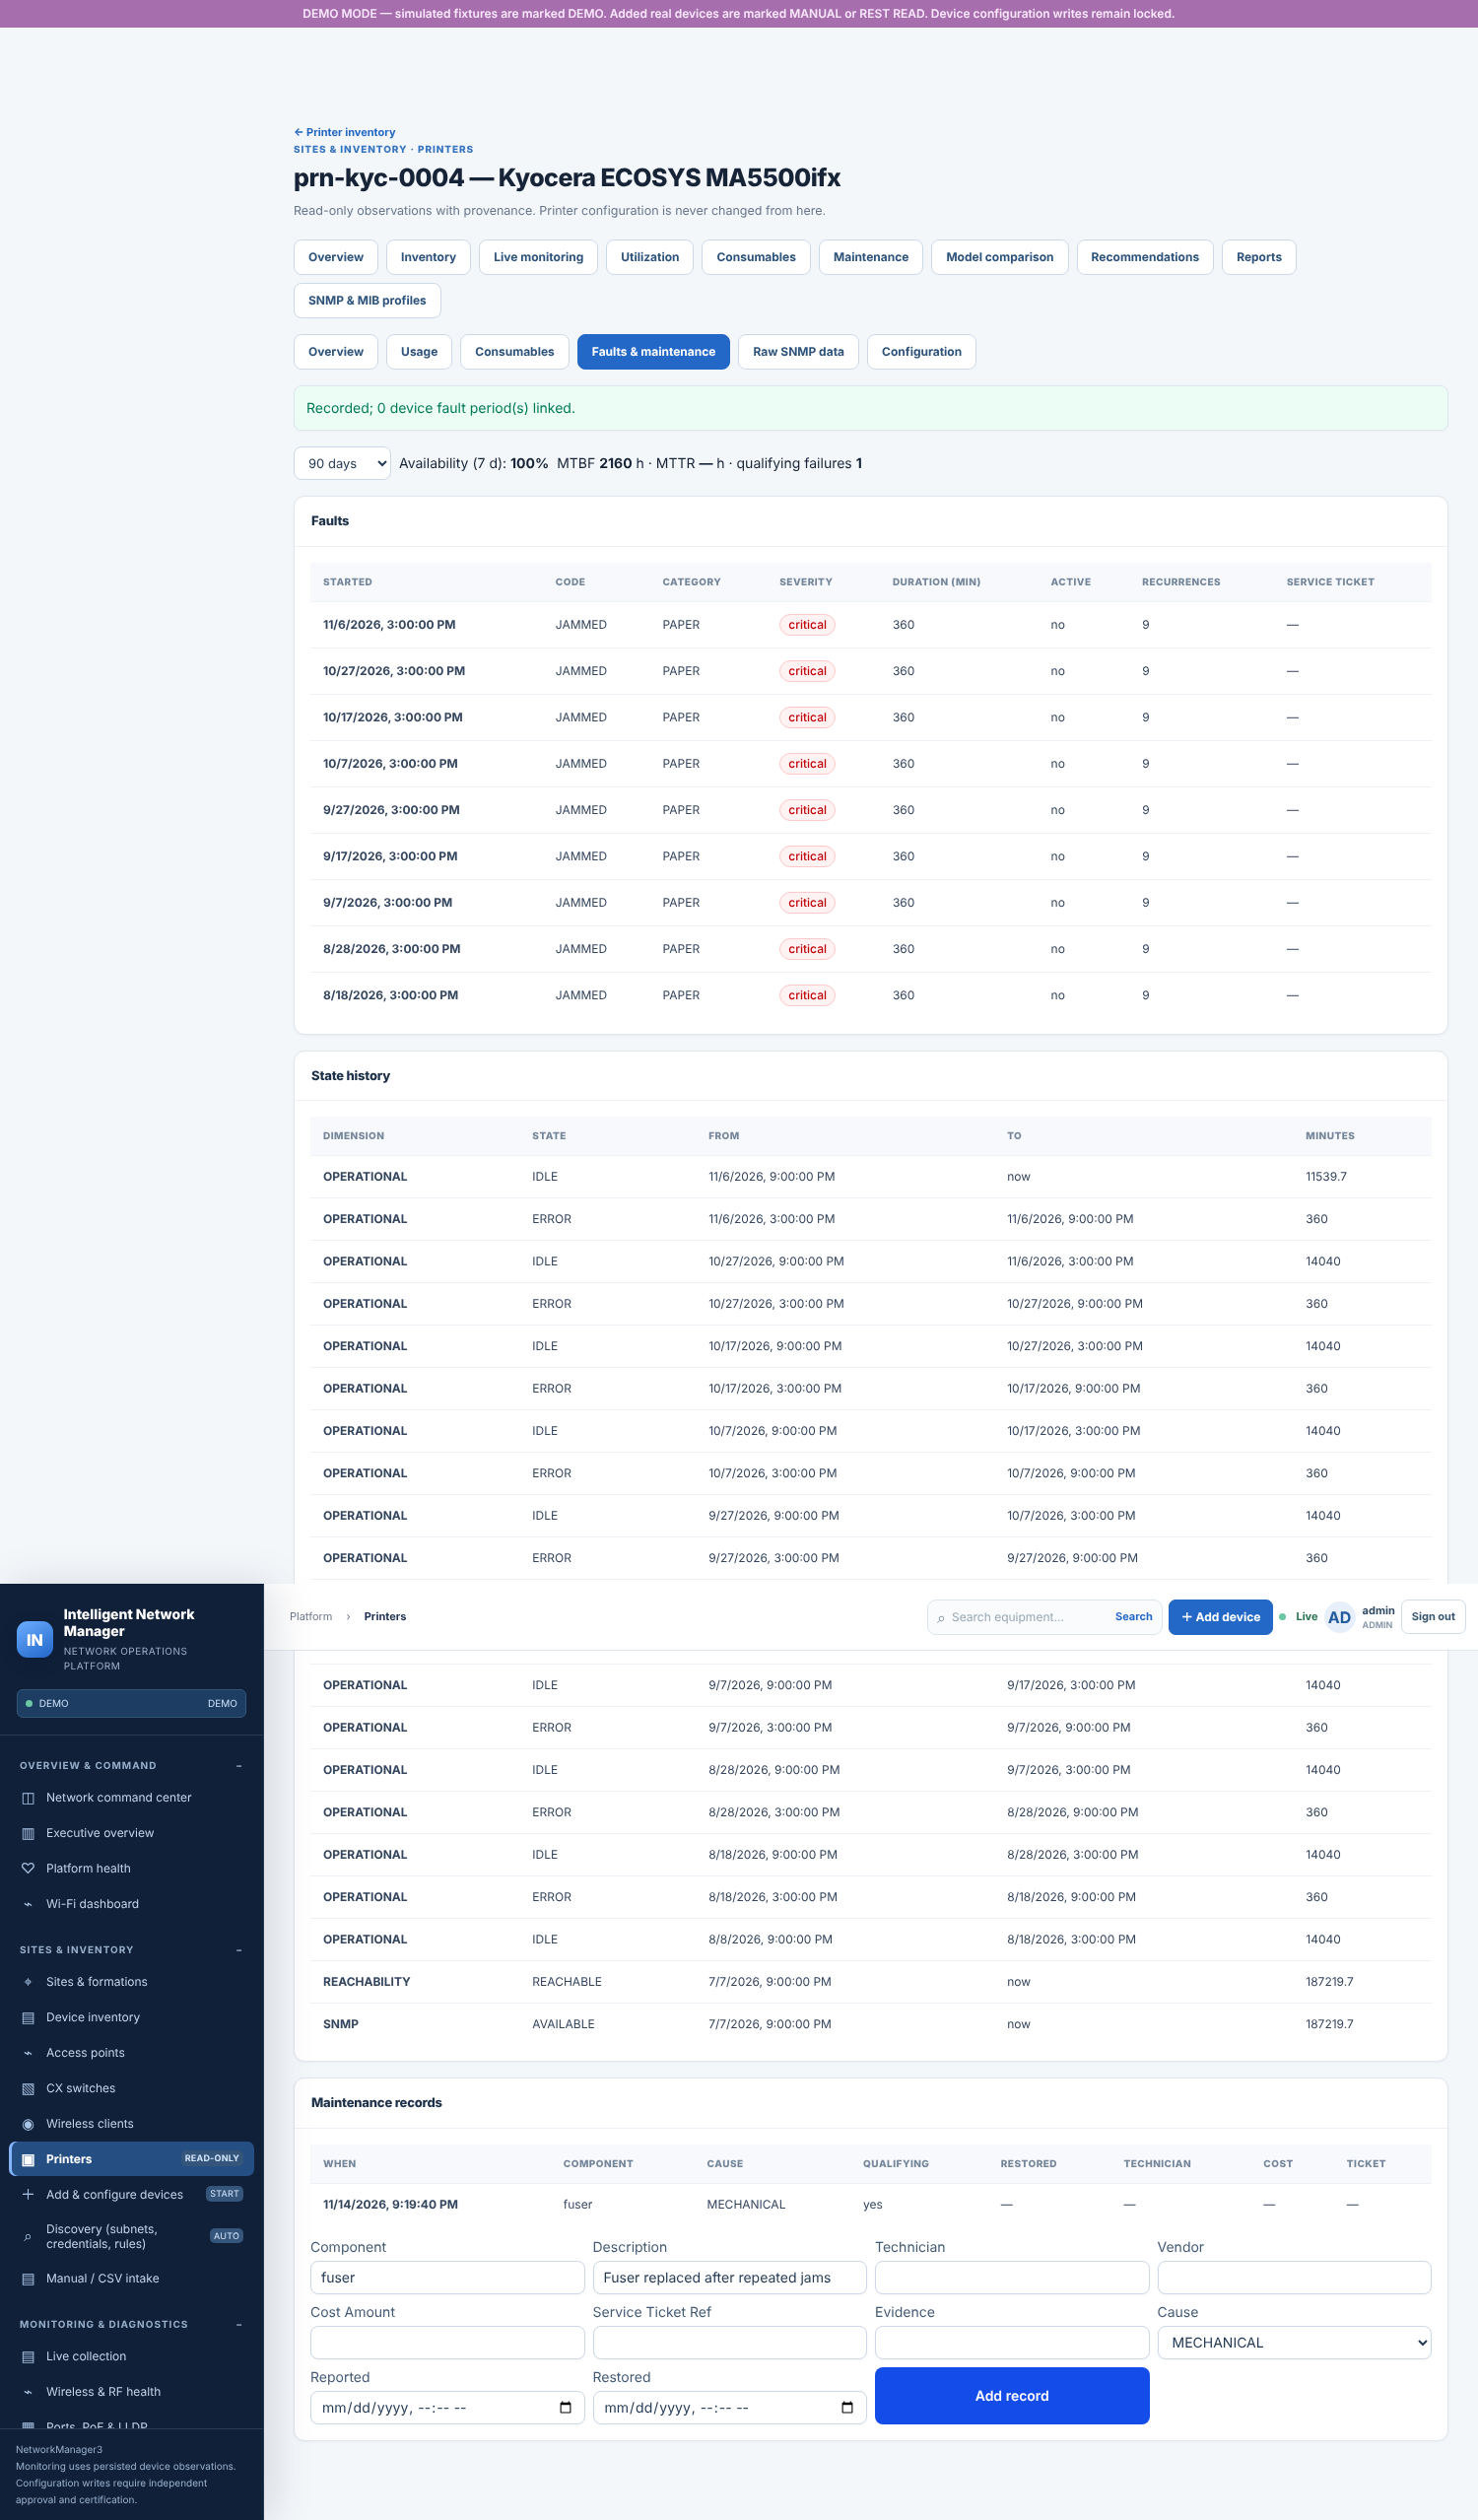 DEMO MODE — simulated fixtures are marked DEMO. Added real devices are marked MANUAL or REST READ. Device configuration writes remain locked.
← Printer inventory
SITES & INVENTORY · PRINTERS
prn-kyc-0004 — Kyocera ECOSYS MA5500ifx
Read-only observations with provenance. Printer configuration is never changed from here.
Overview Inventory Live monitoring Utilization Consumables Maintenance Model comparison Recommendations Reports
SNMP & MIB profiles
Overview Usage Consumables Faults & maintenance Raw SNMP data Configuration
Recorded; 0 device fault period(s) linked.
90 days Availability (7 d): 100% MTBF 2160 h · MTTR — h · qualifying failures 1
Faults
STARTED CODE CATEGORY SEVERITY DURATION (MIN) ACTIVE RECURRENCES SERVICE TICKET
11/6/2026, 3:00:00 PM JAMMED PAPER critical 360 no 9 —
10/27/2026, 3:00:00 PM JAMMED PAPER critical 360 no 9 —
10/17/2026, 3:00:00 PM JAMMED PAPER critical 360 no 9 —
10/7/2026, 3:00:00 PM JAMMED PAPER critical 360 no 9 —
9/27/2026, 3:00:00 PM JAMMED PAPER critical 360 no 9 —
9/17/2026, 3:00:00 PM JAMMED PAPER critical 360 no 9 —
9/7/2026, 3:00:00 PM JAMMED PAPER critical 360 no 9 —
8/28/2026, 3:00:00 PM JAMMED PAPER critical 360 no 9 —
8/18/2026, 3:00:00 PM JAMMED PAPER critical 360 no 9 —
State history
DIMENSION STATE FROM TO MINUTES
OPERATIONAL IDLE 11/6/2026, 9:00:00 PM now 11539.7
OPERATIONAL ERROR 11/6/2026, 3:00:00 PM 11/6/2026, 9:00:00 PM 360
OPERATIONAL IDLE 10/27/2026, 9:00:00 PM 11/6/2026, 3:00:00 PM 14040
OPERATIONAL ERROR 10/27/2026, 3:00:00 PM 10/27/2026, 9:00:00 PM 360
OPERATIONAL IDLE 10/17/2026, 9:00:00 PM 10/27/2026, 3:00:00 PM 14040
OPERATIONAL ERROR 10/17/2026, 3:00:00 PM 10/17/2026, 9:00:00 PM 360
OPERATIONAL IDLE 10/7/2026, 9:00:00 PM 10/17/2026, 3:00:00 PM 14040
OPERATIONAL ERROR 10/7/2026, 3:00:00 PM 10/7/2026, 9:00:00 PM 360
OPERATIONAL IDLE 9/27/2026, 9:00:00 PM 10/7/2026, 3:00:00 PM 14040
OPERATIONAL ERROR 9/27/2026, 3:00:00 PM 9/27/2026, 9:00:00 PM 360
Platform › Printers Search equipment... Search + Add device Live AD admin ADMIN Sign out
OPERATIONAL IDLE 9/7/2026, 9:00:00 PM 9/17/2026, 3:00:00 PM 14040
OPERATIONAL ERROR 9/7/2026, 3:00:00 PM 9/7/2026, 9:00:00 PM 360
OPERATIONAL IDLE 8/28/2026, 9:00:00 PM 9/7/2026, 3:00:00 PM 14040
OPERATIONAL ERROR 8/28/2026, 3:00:00 PM 8/28/2026, 9:00:00 PM 360
OPERATIONAL IDLE 8/18/2026, 9:00:00 PM 8/28/2026, 3:00:00 PM 14040
OPERATIONAL ERROR 8/18/2026, 3:00:00 PM 8/18/2026, 9:00:00 PM 360
OPERATIONAL IDLE 8/8/2026, 9:00:00 PM 8/18/2026, 3:00:00 PM 14040
REACHABILITY REACHABLE 7/7/2026, 9:00:00 PM now 187219.7
SNMP AVAILABLE 7/7/2026, 9:00:00 PM now 187219.7
Maintenance records
WHEN COMPONENT CAUSE QUALIFYING RESTORED TECHNICIAN COST TICKET
11/14/2026, 9:19:40 PM fuser MECHANICAL yes — — — —
Component Description Technician Vendor
fuser Fuser replaced after repeated jams
Cost Amount Service Ticket Ref Evidence Cause
MECHANICAL
Reported Restored
mm/dd/yyyy, --:-- -- mm/dd/yyyy, --:-- -- Add record
IN
Intelligent Network
Manager
NETWORK OPERATIONS
PLATFORM
DEMO DEMO
OVERVIEW & COMMAND –
Network command center
Executive overview
Platform health
Wi-Fi dashboard
SITES & INVENTORY –
Sites & formations
Device inventory
Access points
CX switches
Wireless clients
Printers READ-ONLY
Add & configure devices START
Discovery (subnets,
credentials, rules) AUTO
Manual / CSV intake
MONITORING & DIAGNOSTICS –
Live collection
Wireless & RF health
Ports, PoE & LLDP
NetworkManager3
Monitoring uses persisted device observations.
Configuration writes require independent
approval and certification.